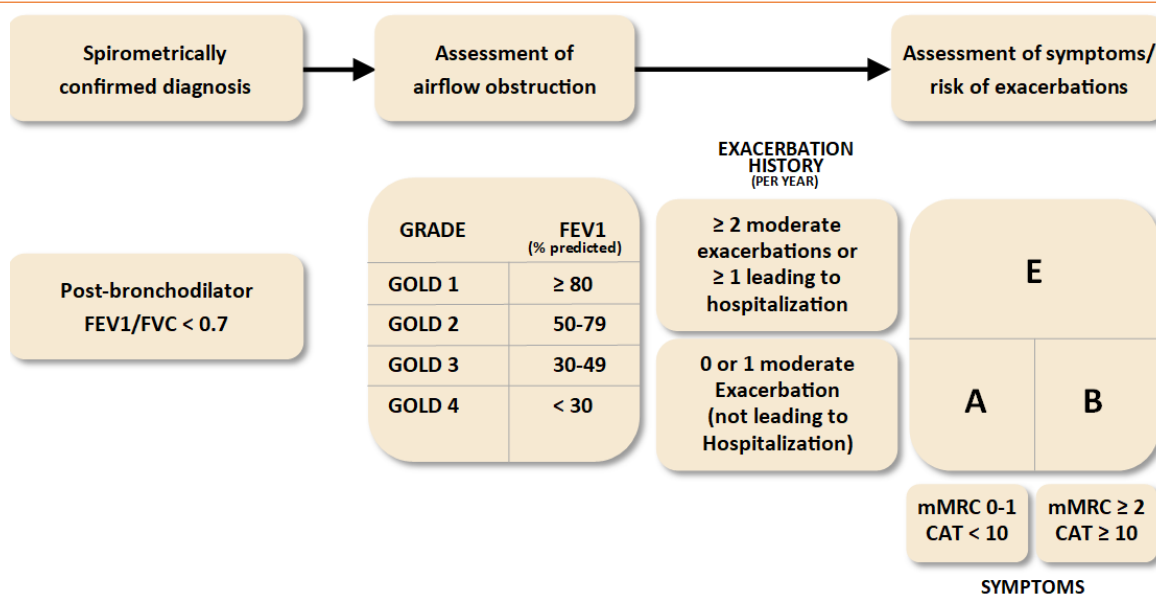 Spirometrically
confirmed diagnosis
Assessment of
airflow obstruction
Assessment of symptoms/
risk of exacerbations
Post-bronchodilator
FEV1/FVC < 0.7
GRADE FEV1
(% predicted)
GOLD 1 ≥ 80
GOLD 2 50-79
GOLD 3 30-49
GOLD 4 < 30
EXACERBATION
HISTORY
(PER YEAR)
≥ 2 moderate
exacerbations or
≥ 1 leading to
hospitalization
0 or 1 moderate
Exacerbation
(not leading to
Hospitalization)
E
A B
mMRC 0-1
CAT < 10
mMRC ≥ 2
CAT ≥ 10
SYMPTOMS